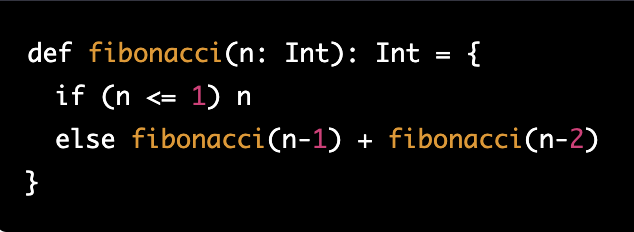 def fibonacci(n: Int): Int = {
  if (n <= 1) n
  else fibonacci(n-1) + fibonacci(n-2)
}